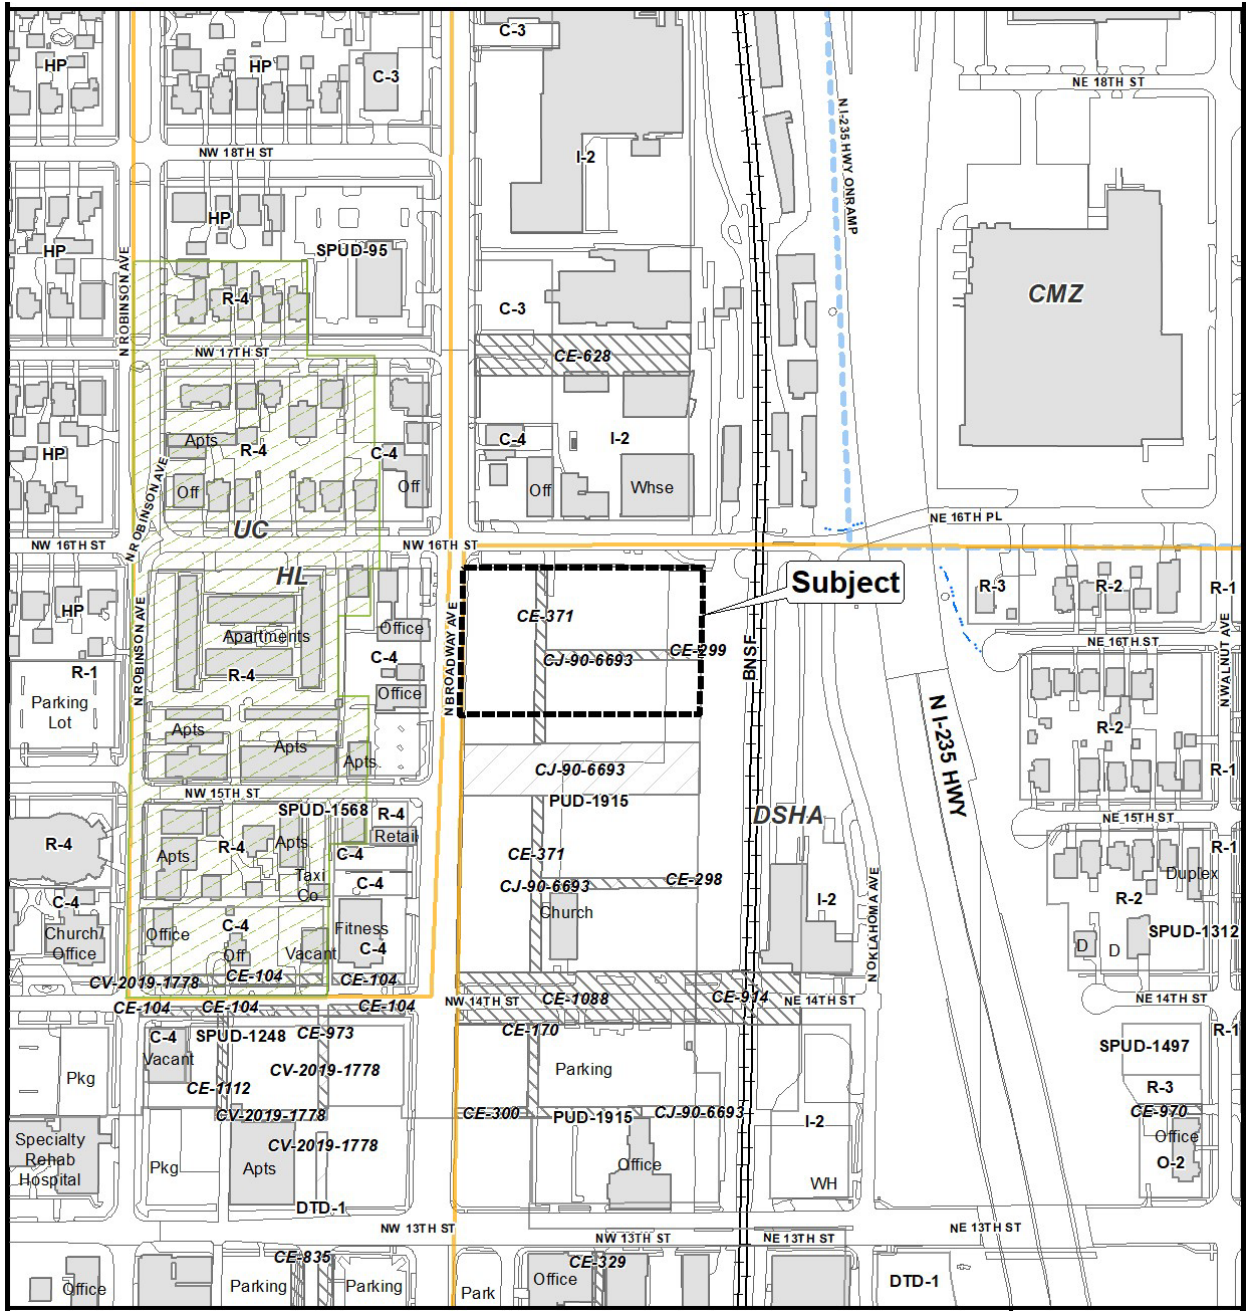 C-3
HP
HP
C-3
NE 18TH ST
N I-235 HWY ONRAMP
NW 18TH ST
I-2
HP
HP
SPUD-95
N ROBINSON AVE
R-4
C-3
CMZ
NW 17TH ST
CE-628
Apts
R-4
C-4
C-4
I-2
HP
Off
Off
Off
Whse
N ROBINSON AVE
UC
NE 16TH PL
NW 16TH ST
NW 16TH ST
HL
Subject
R-3
R-2
R-1
HP
N ROBINSON AVE
N BROADWAY AVE
CE-371
Office
Apartments
NE 16TH ST
N WALNUT AVE
CE-299
CJ-90-6693
BNSF
C-4
R-1
R-4
Office
Parking
Lot
N I-235 HWY
R-2
Apts
Apts
Apts
CJ-90-6693
R-1
NW 15TH ST
PUD-1915
SPUD-1568
R-4
DSHA
NE 15TH ST
Retail
R-4
R-4
Apts
Apts
C-4
CE-371
R-1
Taxi
Co
C-4
CJ-90-6693
CE-298
Duplex
N OKLAHOMA AVE
C-4
I-2
R-2
Church
Church/
Office
Office
C-4
Off
Vacant
Fitness
C-4
SPUD-1312
D
D
CV-2019-1778
CE-104
CE-104
NW 14TH ST
CE-1088
CE-914
NE 14TH ST
NE 14TH ST
CE-104
CE-104
CE-104
C-4
SPUD-1248
CE-973
CE-170
R-1
Vacant
SPUD-1497
Pkg
CV-2019-1778
Parking
CE-1112
R-3
CV-2019-1778
CE-300
PUD-1915
CJ-90-6693
I-2
CE-970
Specialty
Rehab
Hospital
CV-2019-1778
Office
O-2
Pkg
Apts
Office
WH
DTD-1
NW 13TH ST
NW 13TH ST
NE 13TH ST
NE 13TH ST
CE-835
CE-329
Office
Parking
Parking
Park
Office
DTD-1